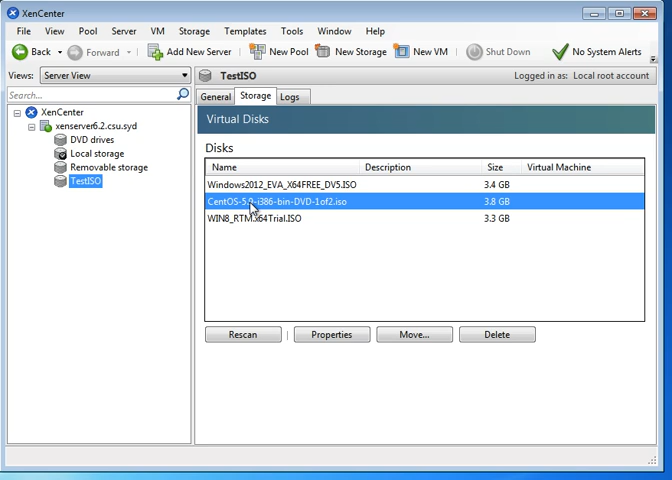 XenCenter
File View Pool Server VM Storage Templates Tools Window Help
Back Forward Add New Server New Pool New Storage New VM Shut Down No System Alerts
Views: Server View TestISO Logged in as: Local root account
Search... General Storage Logs
XenCenter
xenserver6.2.csu.syd
DVD drives
Local storage
Removable storage
TestISO
Virtual Disks
Disks
Name Description Size Virtual Machine
Windows2012_EVA_X64FREE_DV5.ISO 3.4 GB
CentOS-5.9-i386-bin-DVD-1of2.iso 3.8 GB
WIN8_RTM.x64Trial.ISO 3.3 GB
Rescan Properties Move... Delete